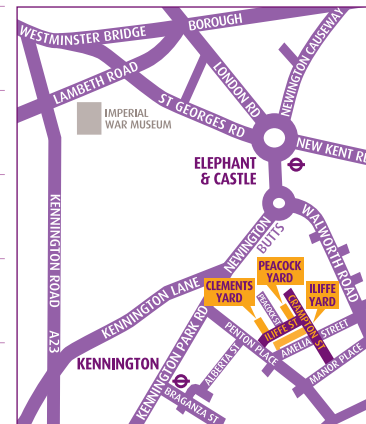 WESTMINSTER BRIDGE
BOROUGH
LAMBETH ROAD
LONDON RD
NEWINGTON CAUSEWAY
ST GEORGES RD
IMPERIAL
WAR MUSEUM
NEW KENT RE
ELEPHANT
& CASTLE
KENNINGTON ROAD
NEWINGTON
BUTTS
WALWORTH ROAD
PEACOCK
YARD
CLEMENTS
YARD
ILIFFE
YARD
PEACOCK ST
CRAMPTON ST
ILIFFE ST
KENNINGTON LANE
PENTON PLACE
AMELIA STREET
A23
KENNINGTON
KENNINGTON PARK RD
ALBERTA ST
MANOR PLACE
BRAGANZA ST